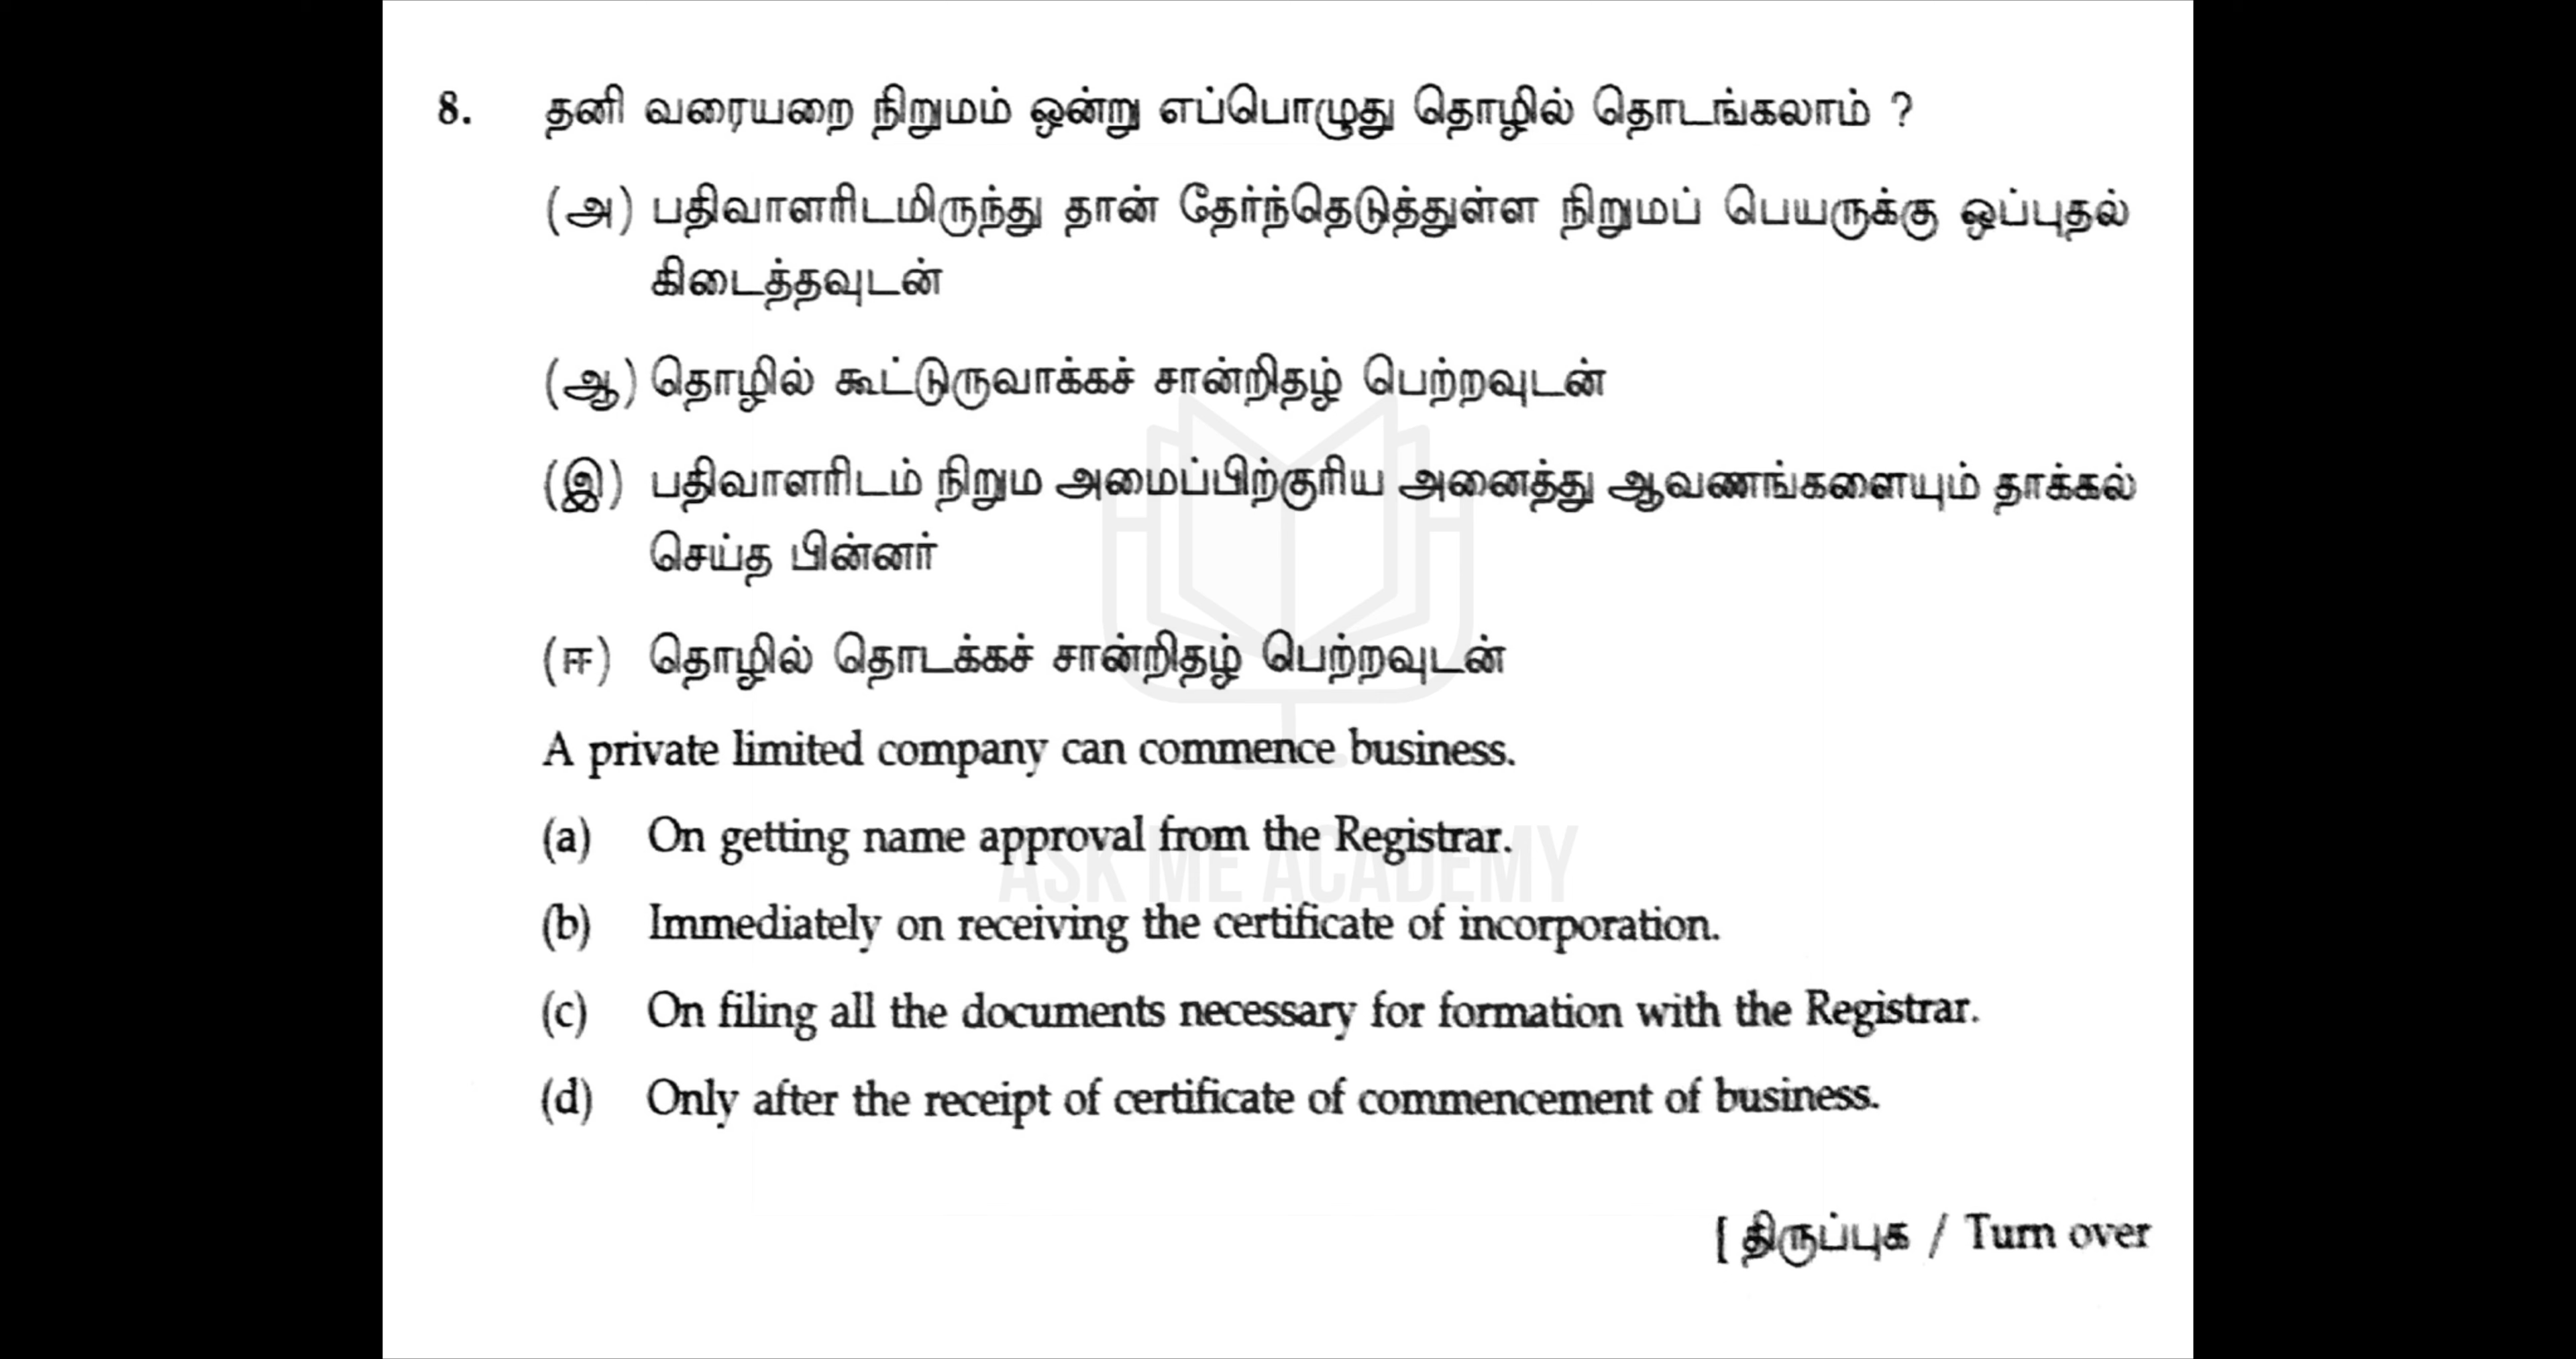 8. தனி வரையறை நிறுமம் ஒன்று எப்பொழுது தொழில் தொடங்கலாம் ?
(அ) பதிவாளரிடமிருந்து தான் தேர்ந்தெடுத்துள்ள நிறுமப் பெயருக்கு ஒப்புதல்
கிடைத்தவுடன்
(ஆ) தொழில் கூட்டுருவாக்கச் சான்றிதழ் பெற்றவுடன்
(இ) பதிவாளரிடம் நிறும அமைப்பிற்குரிய அனைத்து ஆவணங்களையும் தாக்கல்
செய்த பின்னர்
(ஈ) தொழில் தொடக்கச் சான்றிதழ் பெற்றவுடன்
A private limited company can commence business.
(a) On getting name approval from the Registrar.
ASK ME ACADEMY
(b) Immediately on receiving the certificate of incorporation.
(c) On filing all the documents necessary for formation with the Registrar.
(d) Only after the receipt of certificate of commencement of business.
[ திருப்புக / Turn over